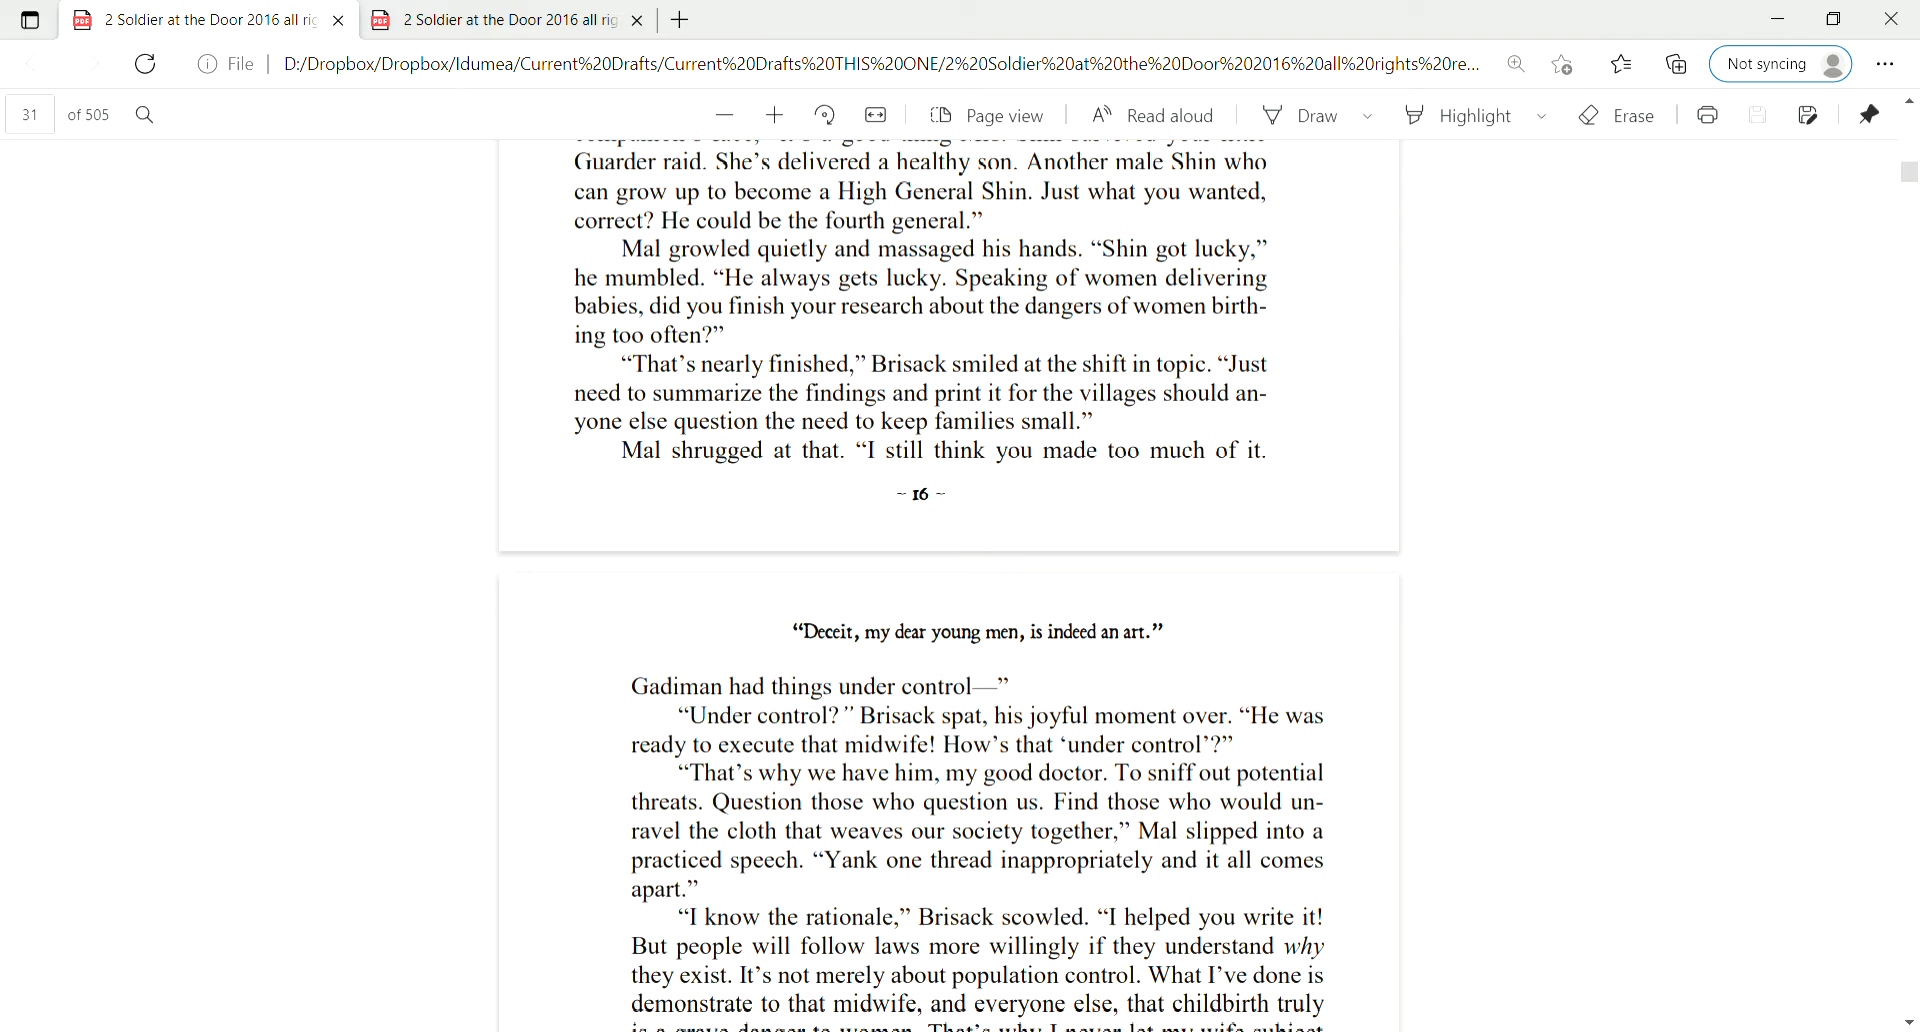 2 Soldier at the Door 2016 all rig
2 Soldier at the Door 2016 all rig
File
D:/Dropbox/Dropbox/Idumea/Current%20Drafts/Current%20Drafts%20THIS%20ONE/2%20Soldier%20at%20the%20Door%202016%20all%20rights%20re...
Not syncing
31 of 505
Page view
Read aloud
Draw
Highlight
Erase
Guarder raid. She’s delivered a healthy son. Another male Shin who
can grow up to become a High General Shin. Just what you wanted,
correct? He could be the fourth general.”
Mal growled quietly and massaged his hands. “Shin got lucky,”
he mumbled. “He always gets lucky. Speaking of women delivering
babies, did you finish your research about the dangers of women birth-
ing too often?”
“That’s nearly finished,” Brisack smiled at the shift in topic. “Just
need to summarize the findings and print it for the villages should an-
yone else question the need to keep families small.”
Mal shrugged at that. “I still think you made too much of it.
~ 16 ~
“Deceit, my dear young men, is indeed an art.”
Gadiman had things under control—”
“Under control?” Brisack spat, his joyful moment over. “He was
ready to execute that midwife! How’s that ‘under control’?”
“That’s why we have him, my good doctor. To sniff out potential
threats. Question those who question us. Find those who would un-
ravel the cloth that weaves our society together,” Mal slipped into a
practiced speech. “Yank one thread inappropriately and it all comes
apart.”
“I know the rationale,” Brisack scowled. “I helped you write it!
But people will follow laws more willingly if they understand why
they exist. It’s not merely about population control. What I’ve done is
demonstrate to that midwife, and everyone else, that childbirth truly
is a grave danger to women. That’s why I never let my wife subject